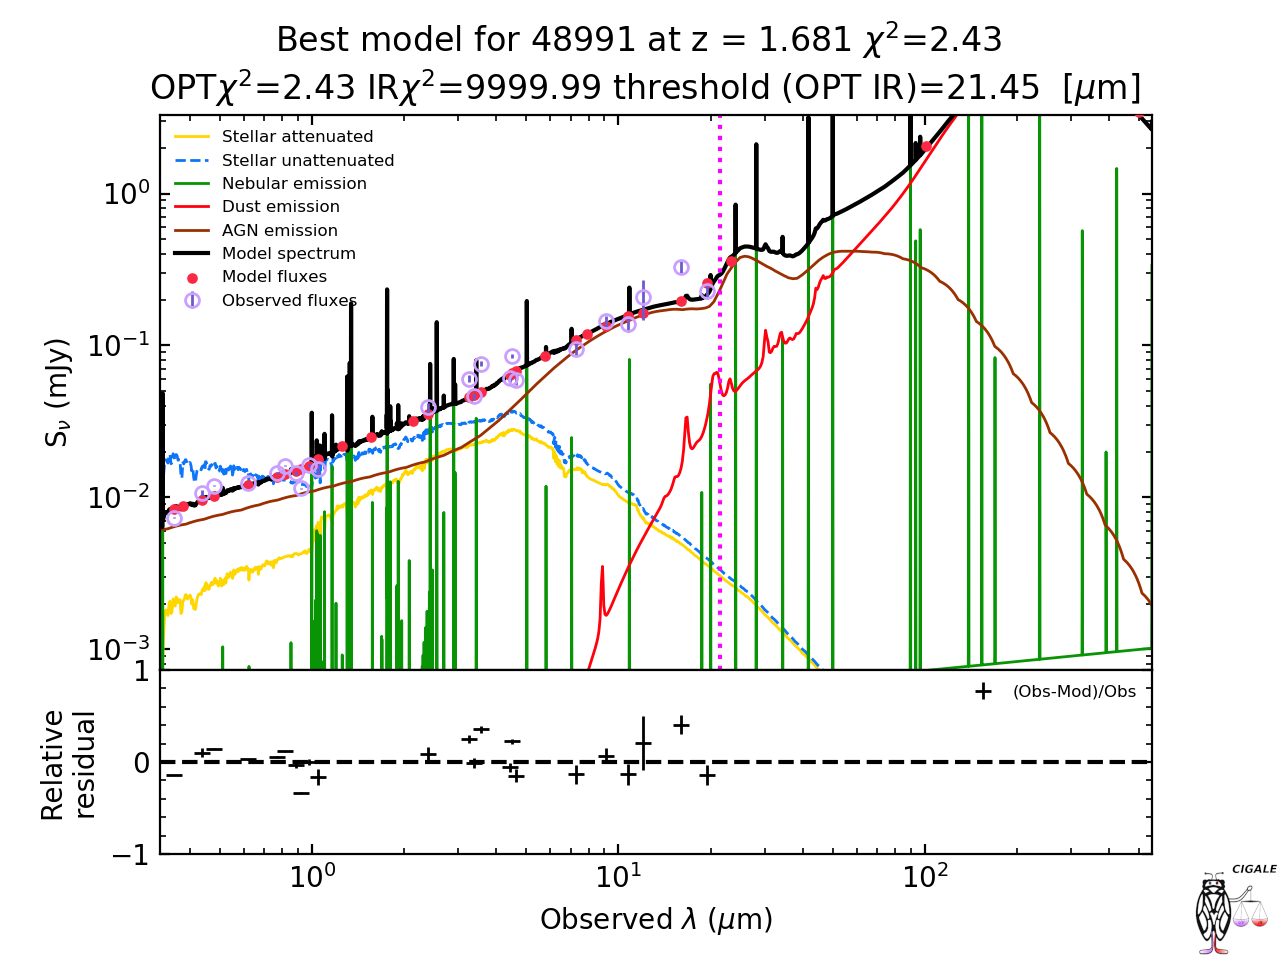 Best model for 48991 at z = 1.681 χ²=2.43
OPTχ²=2.43 IRχ²=9999.99 threshold (OPT IR)=21.45 [μm]
Stellar attenuated
Stellar unattenuated
Nebular emission
Dust emission
AGN emission
Model spectrum
Model fluxes
Observed fluxes
10⁰
10⁻¹
10⁻²
10⁻³
S_ν (mJy)
1
0
−1
Relative
residual
(Obs-Mod)/Obs
10⁰ 10¹ 10²
Observed λ (μm)
CIGALE